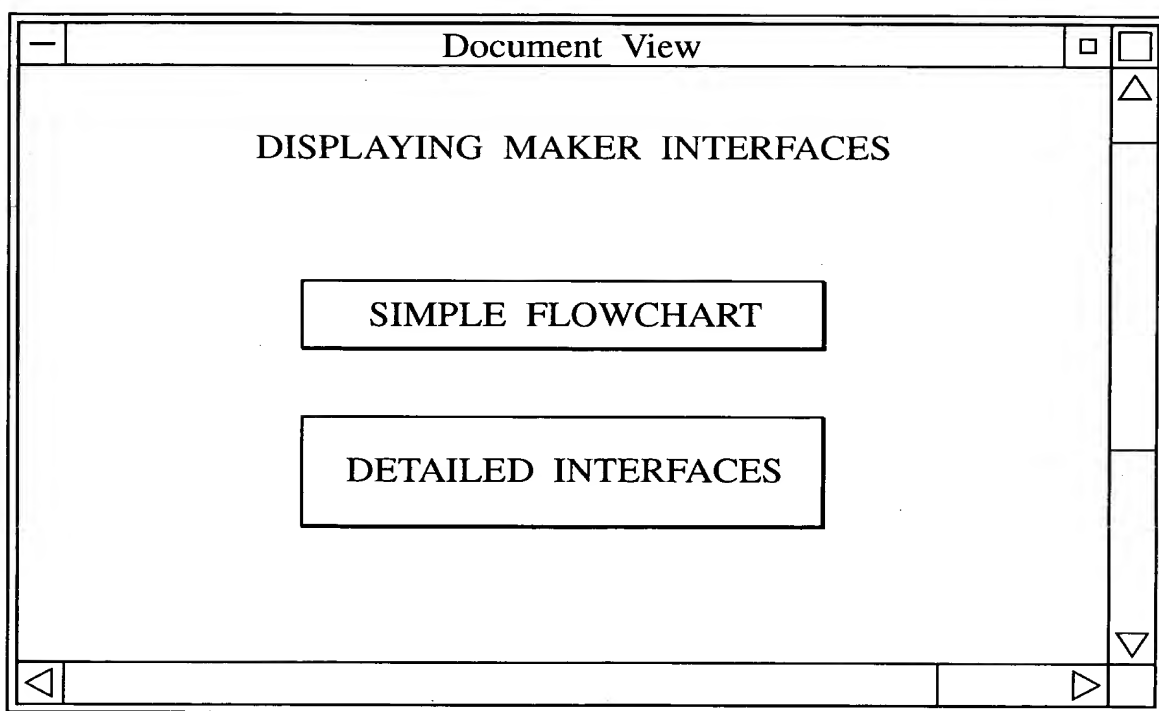 Document View
DISPLAYING MAKER INTERFACES
SIMPLE FLOWCHART
DETAILED INTERFACES